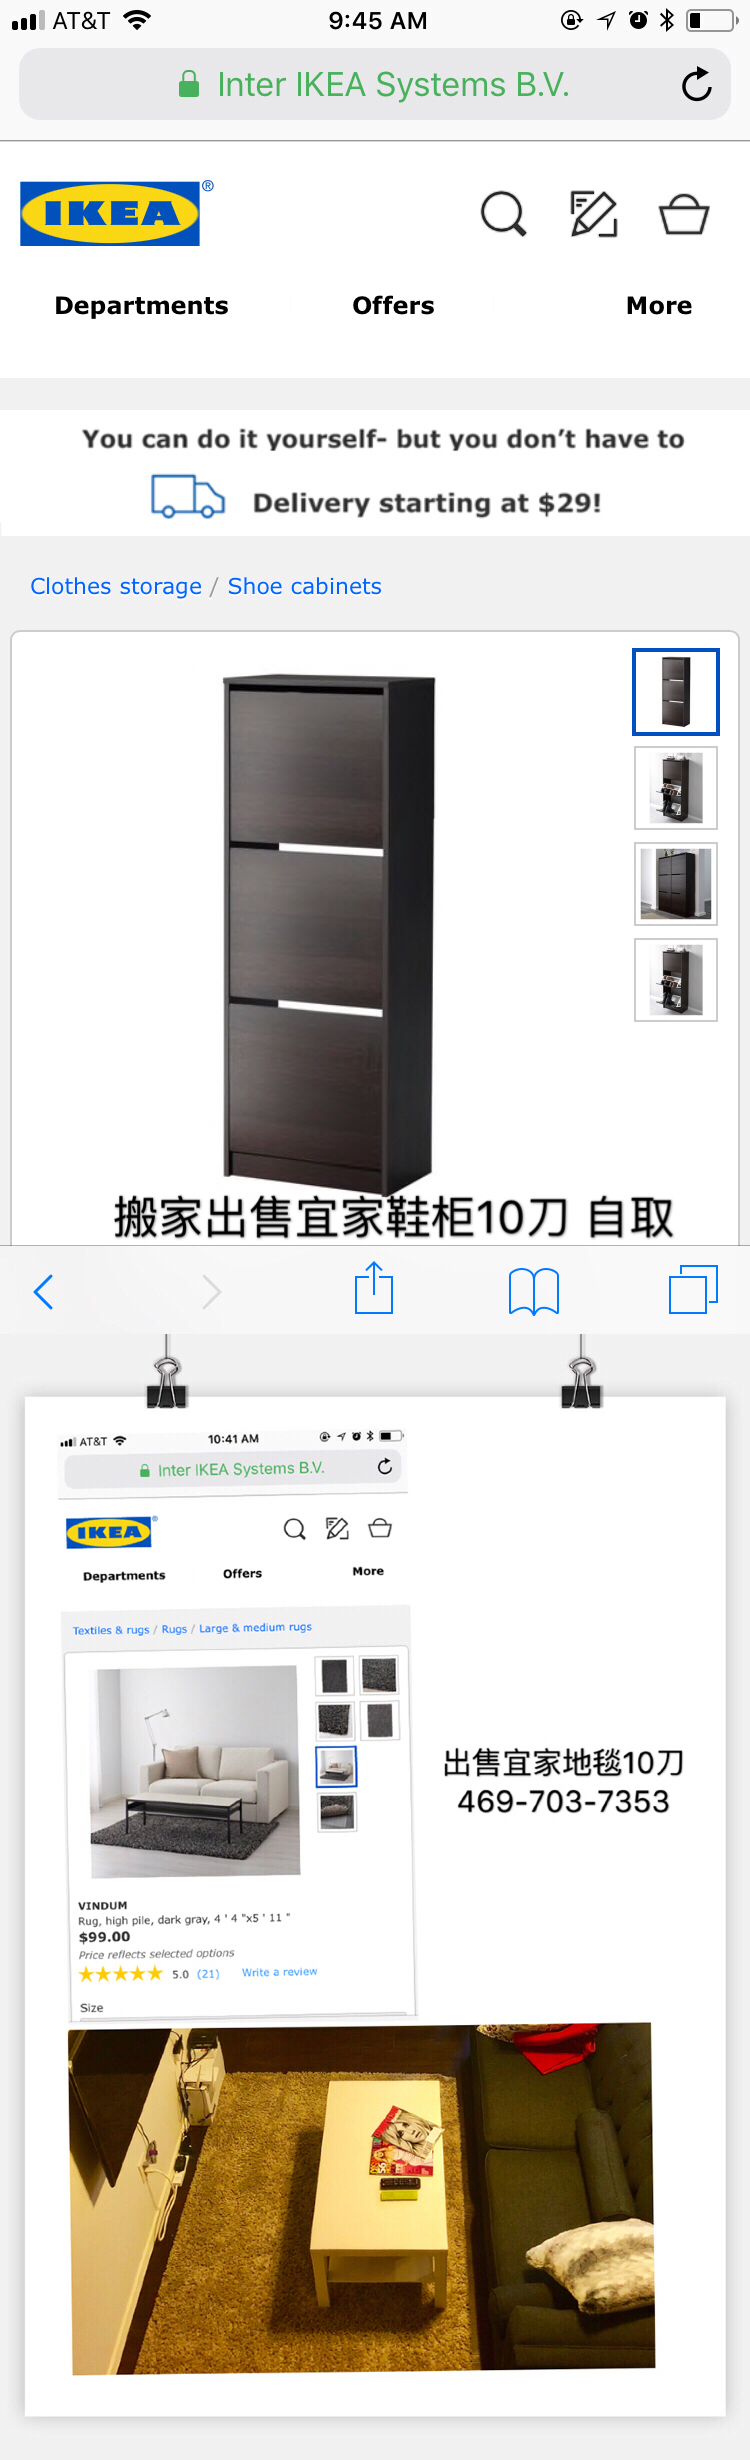 AT&T
9:45 AM
Inter IKEA Systems B.V.
IKEA®
Departments
Offers
More
You can do it yourself- but you don’t have to
Delivery starting at $29!
Clothes storage / Shoe cabinets
搬家出售宜家鞋柜10刀 自取
AT&T
10:41 AM
Inter IKEA Systems B.V.
IKEA®
Departments
Offers
More
Textiles & rugs / Rugs / Large & medium rugs
出售宜家地毯10刀
469-703-7353
VINDUM
Rug, high pile, dark gray, 4 ' 4 "x5 ' 11 "
$99.00
Price reflects selected options
5.0 (21) Write a review
Size